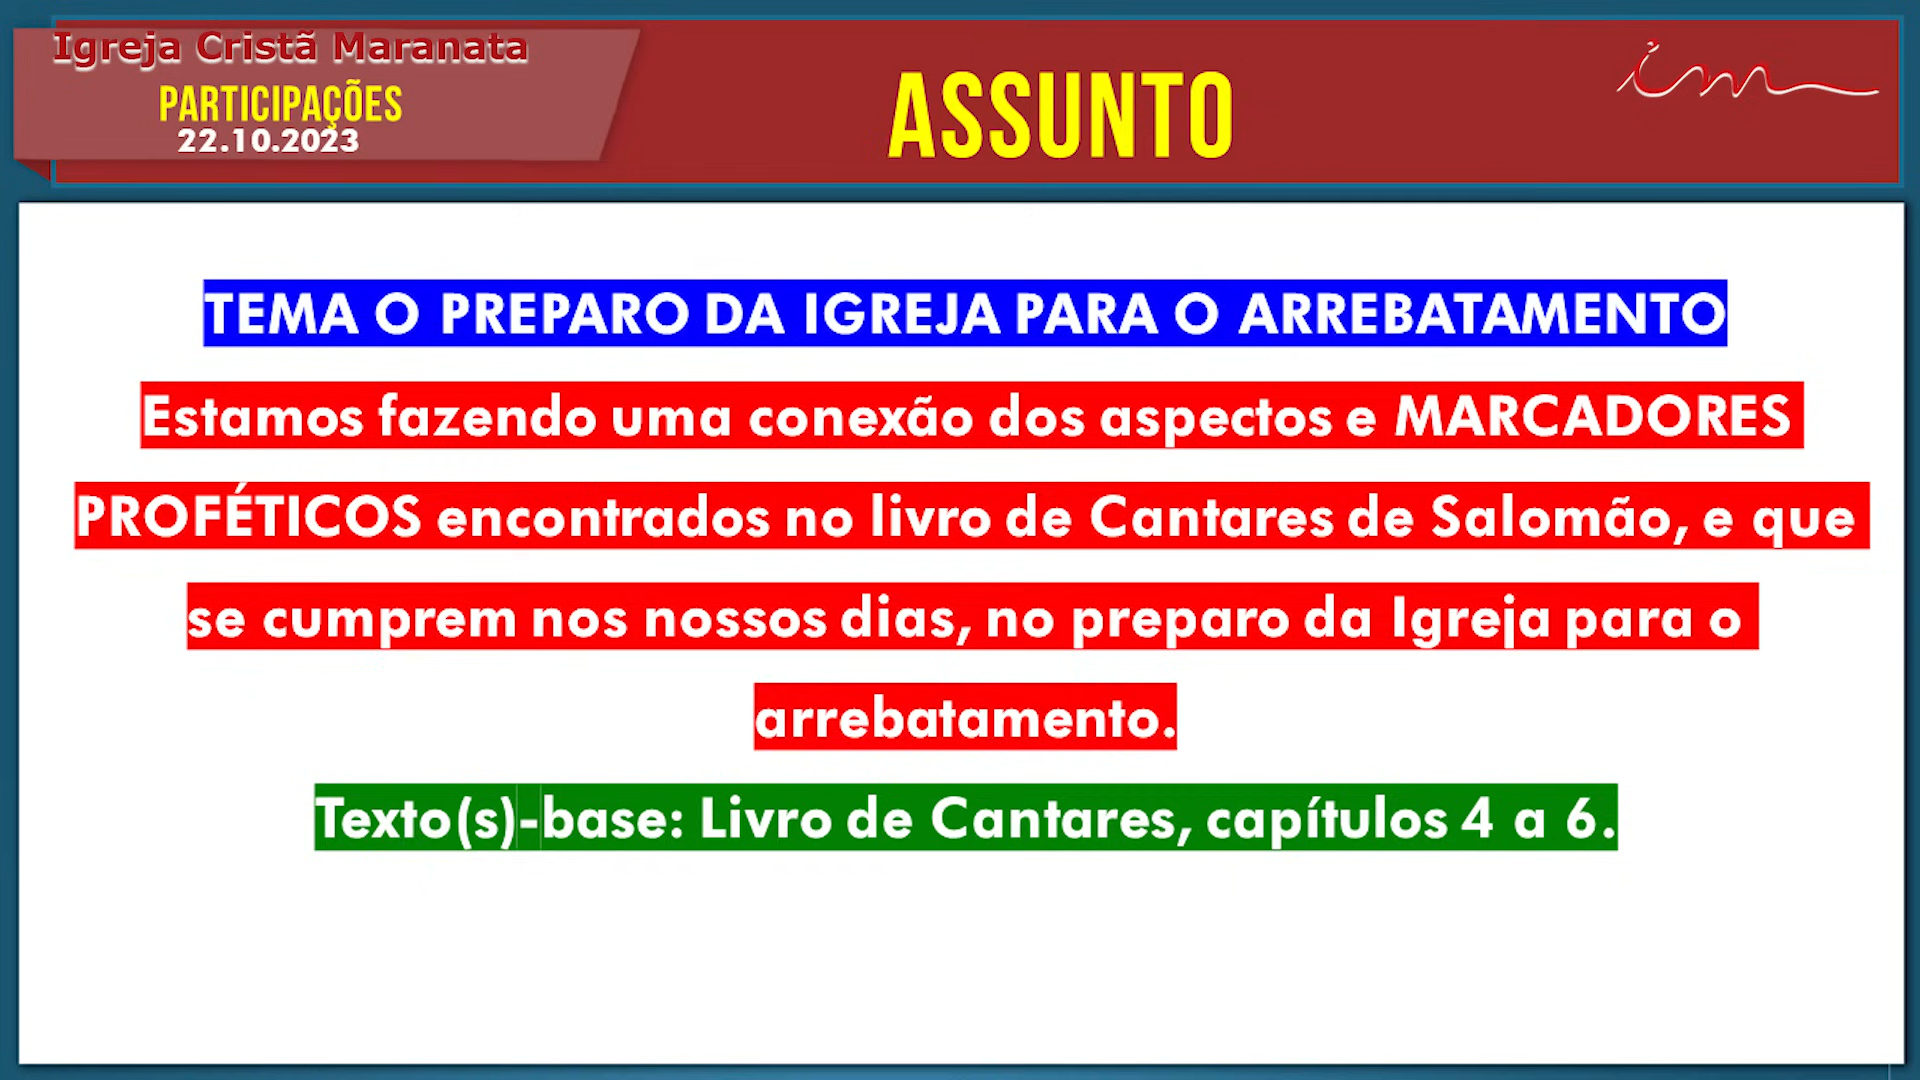 Igreja Cristã Maranata
PARTICIPAÇÕES
22.10.2023
ASSUNTO
im
TEMA O PREPARO DA IGREJA PARA O ARREBATAMENTO
Estamos fazendo uma conexão dos aspectos e MARCADORES
PROFÉTICOS encontrados no livro de Cantares de Salomão, e que
se cumprem nos nossos dias, no preparo da Igreja para o
arrebatamento.
Texto(s)-base: Livro de Cantares, capítulos 4 a 6.